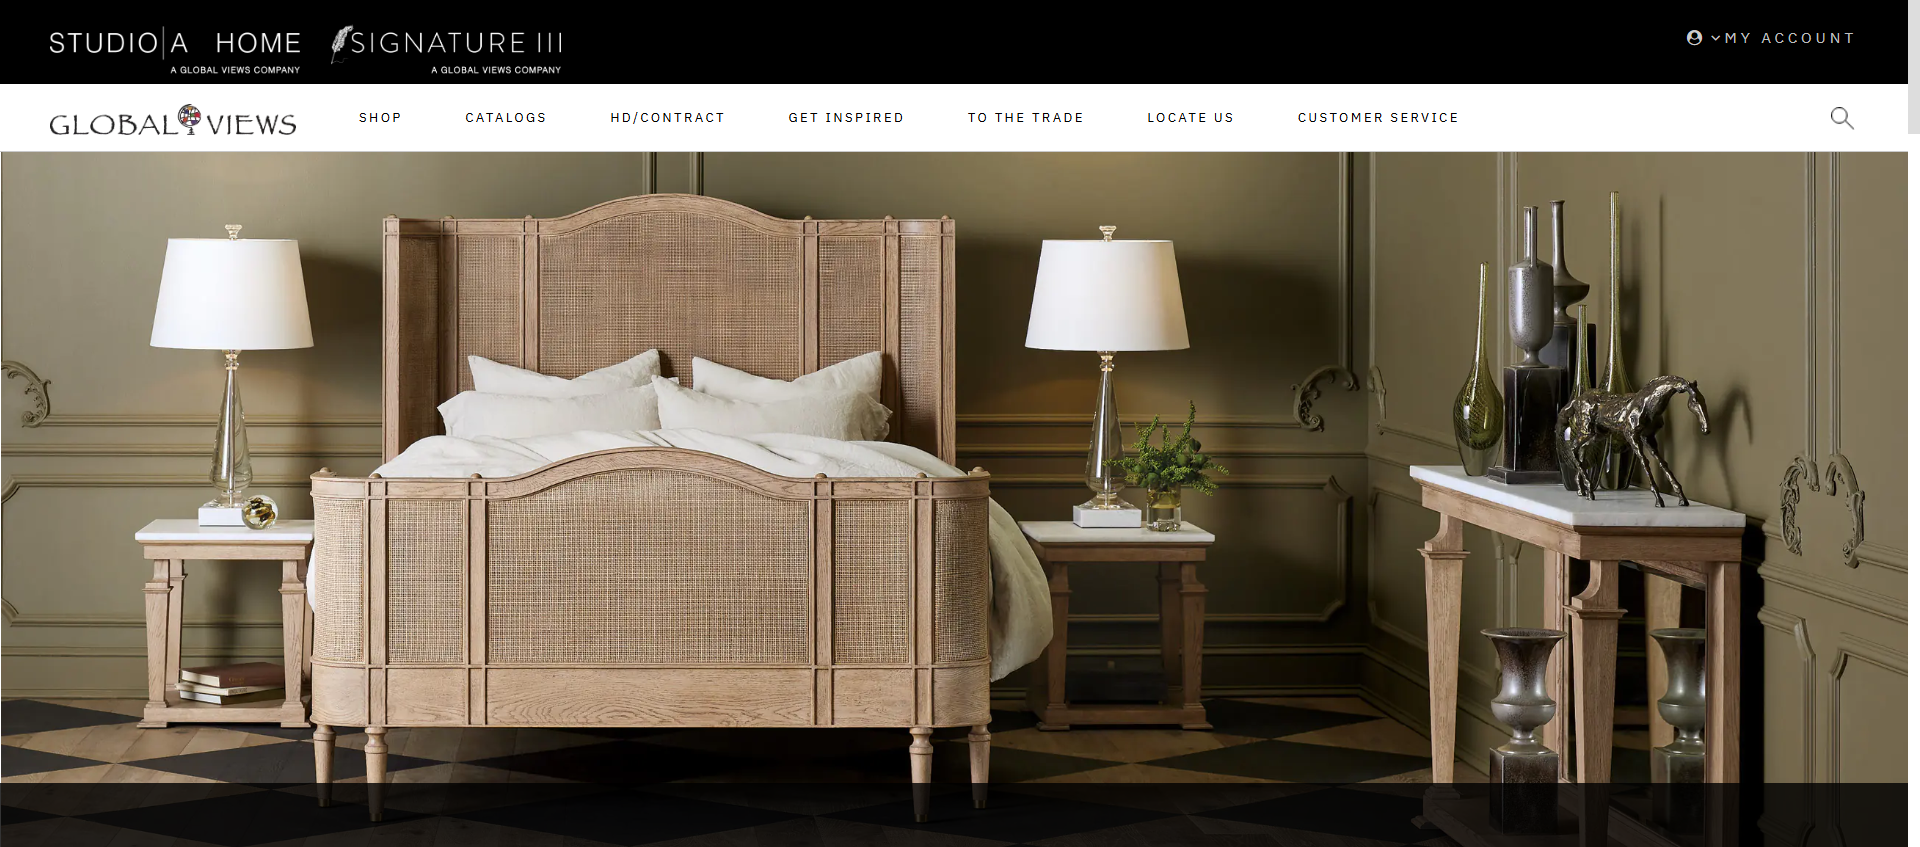 STUDIO A HOME
A GLOBAL VIEWS COMPANY
SIGNATURE III
A GLOBAL VIEWS COMPANY
MY ACCOUNT
GLOBAL VIEWS
SHOP
CATALOGS
HD/CONTRACT
GET INSPIRED
TO THE TRADE
LOCATE US
CUSTOMER SERVICE